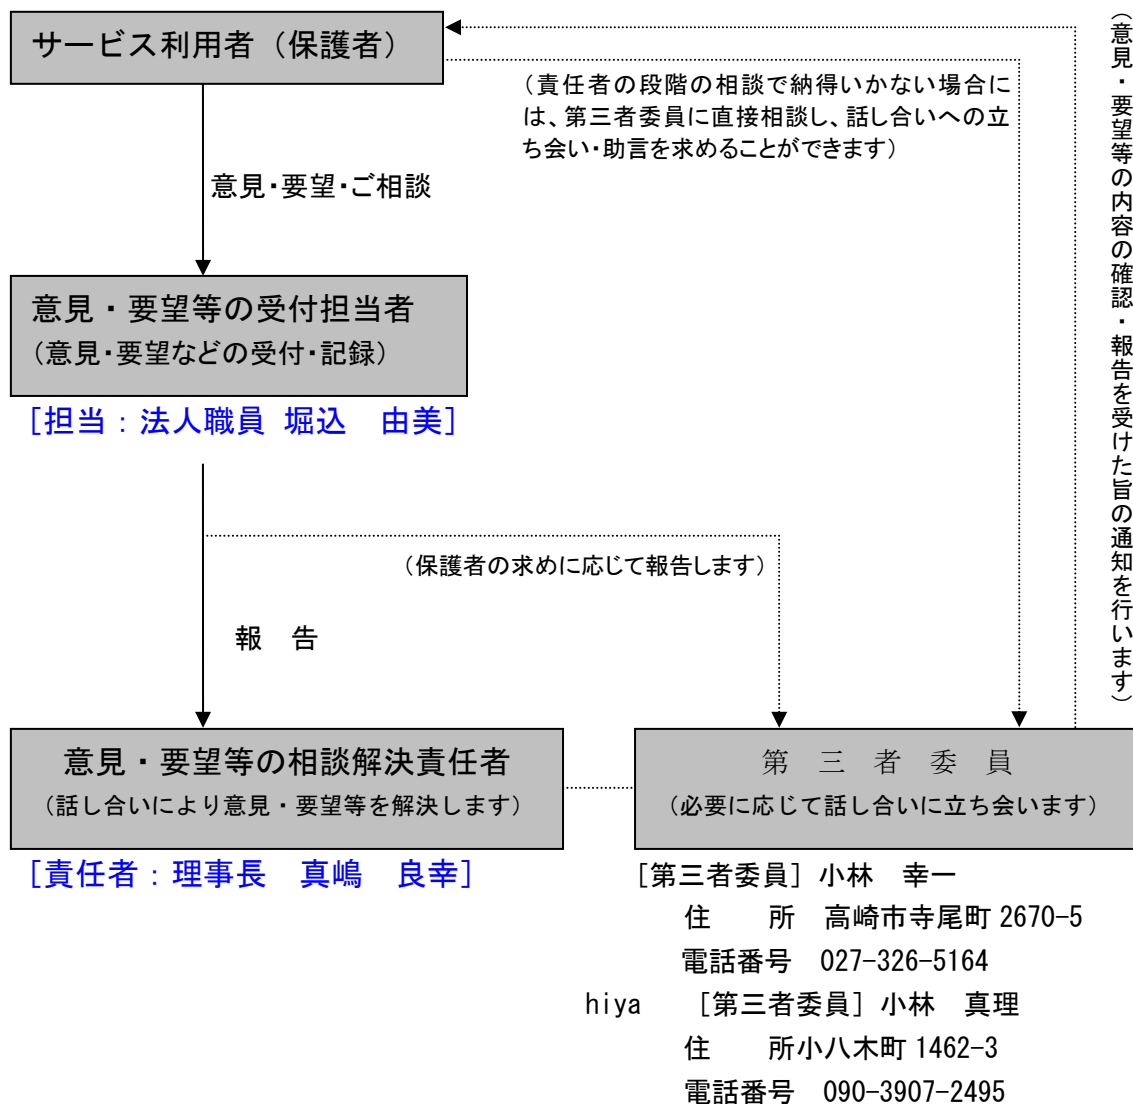 サービス利用者（保護者）
（責任者の段階の相談で納得いかない場合に
は、第三者委員に直接相談し、話し合いへの立
ち会い・助言を求めることができます）
（意見・要望等の内容の確認・報告を受けた旨の通知を行います）
意見・要望・ご相談
意見・要望等の受付担当者
（意見・要望などの受付・記録）
［担当：法人職員 堀込　由美］
（保護者の求めに応じて報告します）
報　告
意見・要望等の相談解決責任者
（話し合いにより意見・要望等を解決します）
［責任者：理事長　真嶋　良幸］
第　三　者　委　員
（必要に応じて話し合いに立ち会います）
［第三者委員］小林　幸一
住　　所　高崎市寺尾町 2670-5
電話番号　027-326-5164
hiya　［第三者委員］小林　真理
住　　所小八木町 1462-3
電話番号　090-3907-2495